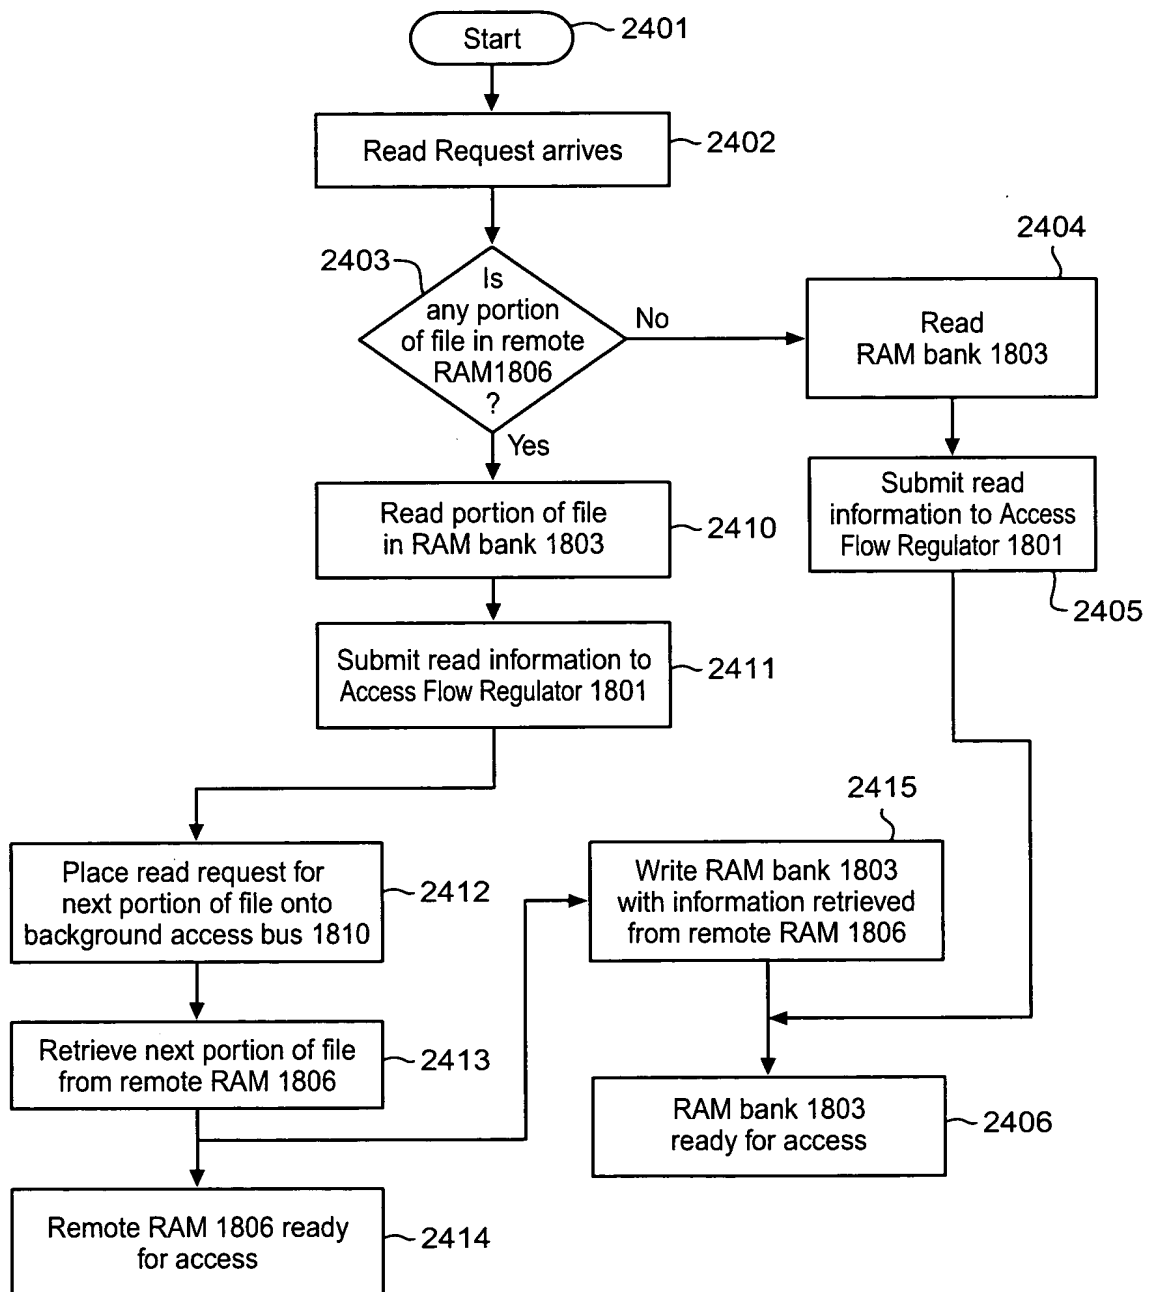 Start
2401
Read Request arrives
2402
2403
Is
any portion
of file in remote
RAM1806
?
No
Yes
2404
Read
RAM bank 1803
Submit read
information to Access
Flow Regulator 1801
2405
Read portion of file
in RAM bank 1803
2410
Submit read information to
Access Flow Regulator 1801
2411
Place read request for
next portion of file onto
background access bus 1810
2412
Retrieve next portion of file
from remote RAM 1806
2413
Remote RAM 1806 ready
for access
2414
2415
Write RAM bank 1803
with information retrieved
from remote RAM 1806
RAM bank 1803
ready for access
2406